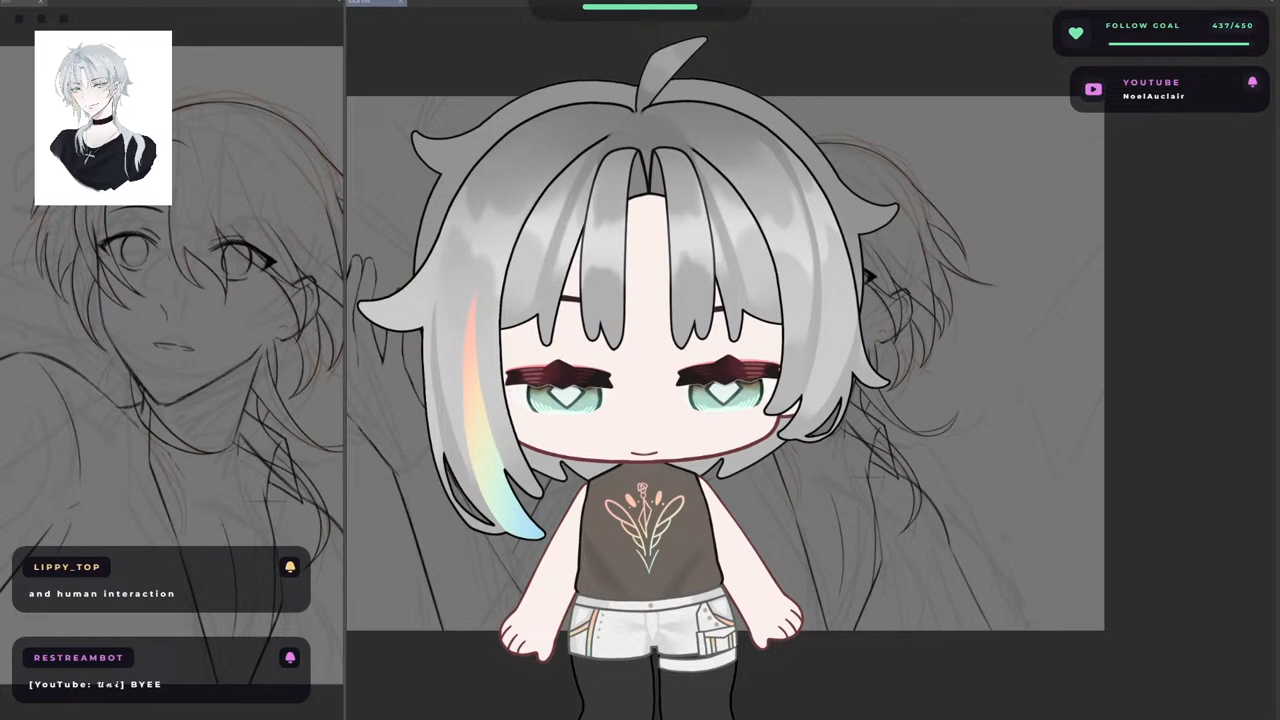 FOLLOW GOAL 437/450
YOUTUBE
NoelAuclair
LIPPY_TOP
and human interaction
RESTREAMBOT
[YouTube: 𝓤𝓷𝓲] BYEE